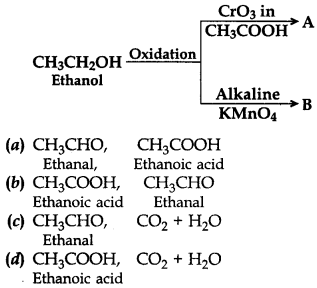 CrO₃ in
CH₃COOH
A
CH₃CH₂OH Oxidation
Ethanol
Alkaline
KMnO₄
B
(a) CH₃CHO, CH₃COOH
Ethanal, Ethanoic acid
(b) CH₃COOH, CH₃CHO
Ethanoic acid Ethanal
(c) CH₃CHO, CO₂ + H₂O
Ethanal
(d) CH₃COOH, CO₂ + H₂O
Ethanoic acid